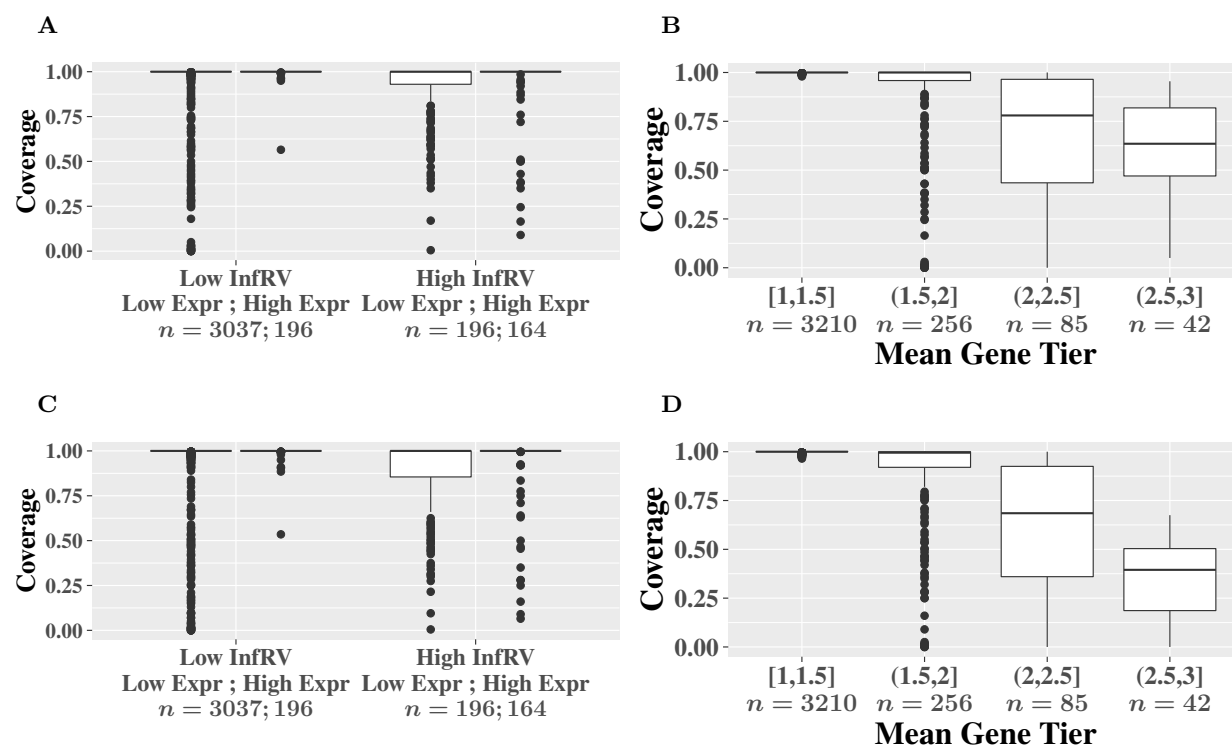 A
Coverage
1.00
0.75
0.50
0.25
0.00
Low InfRV
High InfRV
Low Expr ; High Expr
Low Expr ; High Expr
n = 3037; 196
n = 196; 164
B
Coverage
1.00
0.75
0.50
0.25
0.00
[1,1.5]
(1.5,2]
(2,2.5]
(2.5,3]
n = 3210
n = 256
n = 85
n = 42
Mean Gene Tier
C
Coverage
1.00
0.75
0.50
0.25
0.00
Low InfRV
High InfRV
Low Expr ; High Expr
Low Expr ; High Expr
n = 3037; 196
n = 196; 164
D
Coverage
1.00
0.75
0.50
0.25
0.00
[1,1.5]
(1.5,2]
(2,2.5]
(2.5,3]
n = 3210
n = 256
n = 85
n = 42
Mean Gene Tier